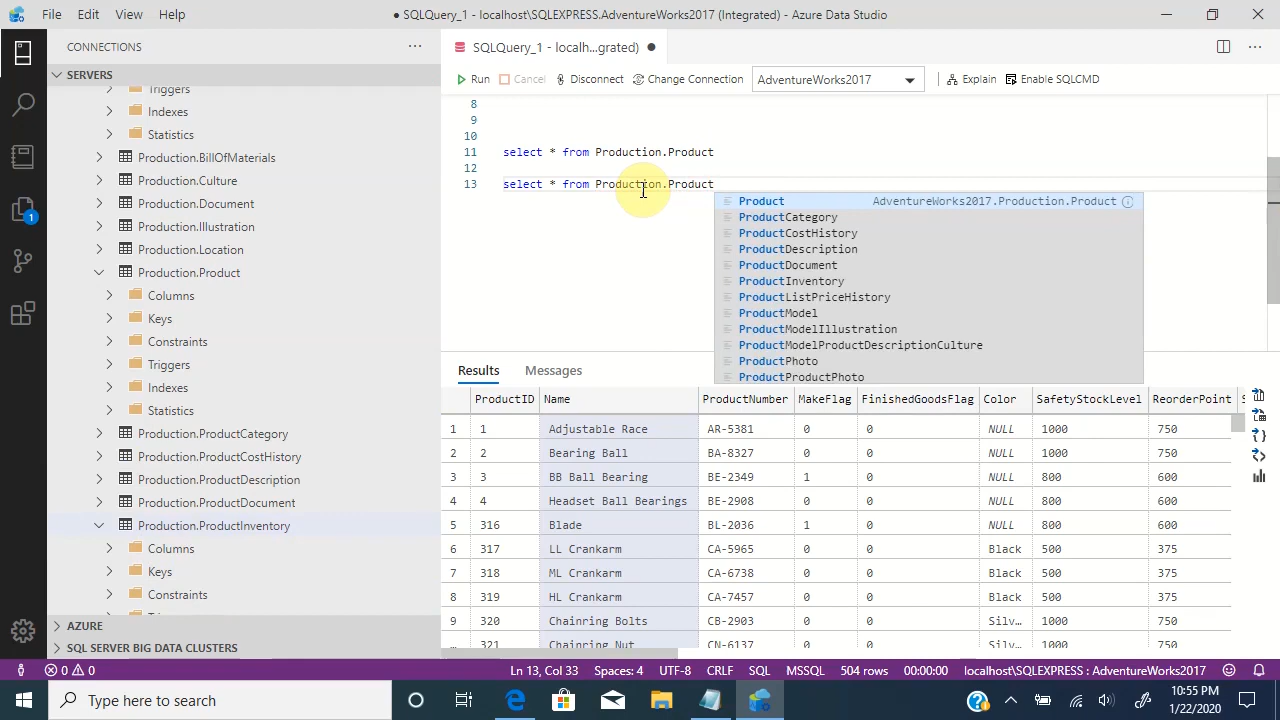 File Edit View Help
● SQLQuery_1 - localhost\SQLEXPRESS.AdventureWorks2017 (Integrated) - Azure Data Studio
CONNECTIONS
SERVERS
Triggers
Indexes
Statistics
Production.BillOfMaterials
Production.Culture
Production.Document
Production.Illustration
Production.Location
Production.Product
Columns
Keys
Constraints
Triggers
Indexes
Statistics
Production.ProductCategory
Production.ProductCostHistory
Production.ProductDescription
Production.ProductDocument
Production.ProductInventory
Columns
Keys
Constraints
AZURE
SQL SERVER BIG DATA CLUSTERS
1
SQLQuery_1 - localh...grated) ●
Run Cancel Disconnect Change Connection AdventureWorks2017 Explain Enable SQLCMD
8
9
10
11 select * from Production.Product
12
13 select * from Production.Product
Product AdventureWorks2017.Production.Product
ProductCategory
ProductCostHistory
ProductDescription
ProductDocument
ProductInventory
ProductListPriceHistory
ProductModel
ProductModelIllustration
ProductModelProductDescriptionCulture
ProductPhoto
ProductProductPhoto
Results Messages
ProductID Name ProductNumber MakeFlag FinishedGoodsFlag Color SafetyStockLevel ReorderPoint
1 1 Adjustable Race AR-5381 0 0 NULL 1000 750
2 2 Bearing Ball BA-8327 0 0 NULL 1000 750
3 3 BB Ball Bearing BE-2349 1 0 NULL 800 600
4 4 Headset Ball Bearings BE-2908 0 0 NULL 800 600
5 316 Blade BL-2036 1 0 NULL 800 600
6 317 LL Crankarm CA-5965 0 0 Black 500 375
7 318 ML Crankarm CA-6738 0 0 Black 500 375
8 319 HL Crankarm CA-7457 0 0 Black 500 375
9 320 Chainring Bolts CB-2903 0 0 Silv... 1000 750
... 321 Chainring Nut CN-6137 0 0 Silv... 1000 750
0 0 Ln 13, Col 33 Spaces: 4 UTF-8 CRLF SQL MSSQL 504 rows 00:00:00 localhost\SQLEXPRESS : AdventureWorks2017
Type here to search
10:55 PM
1/22/2020